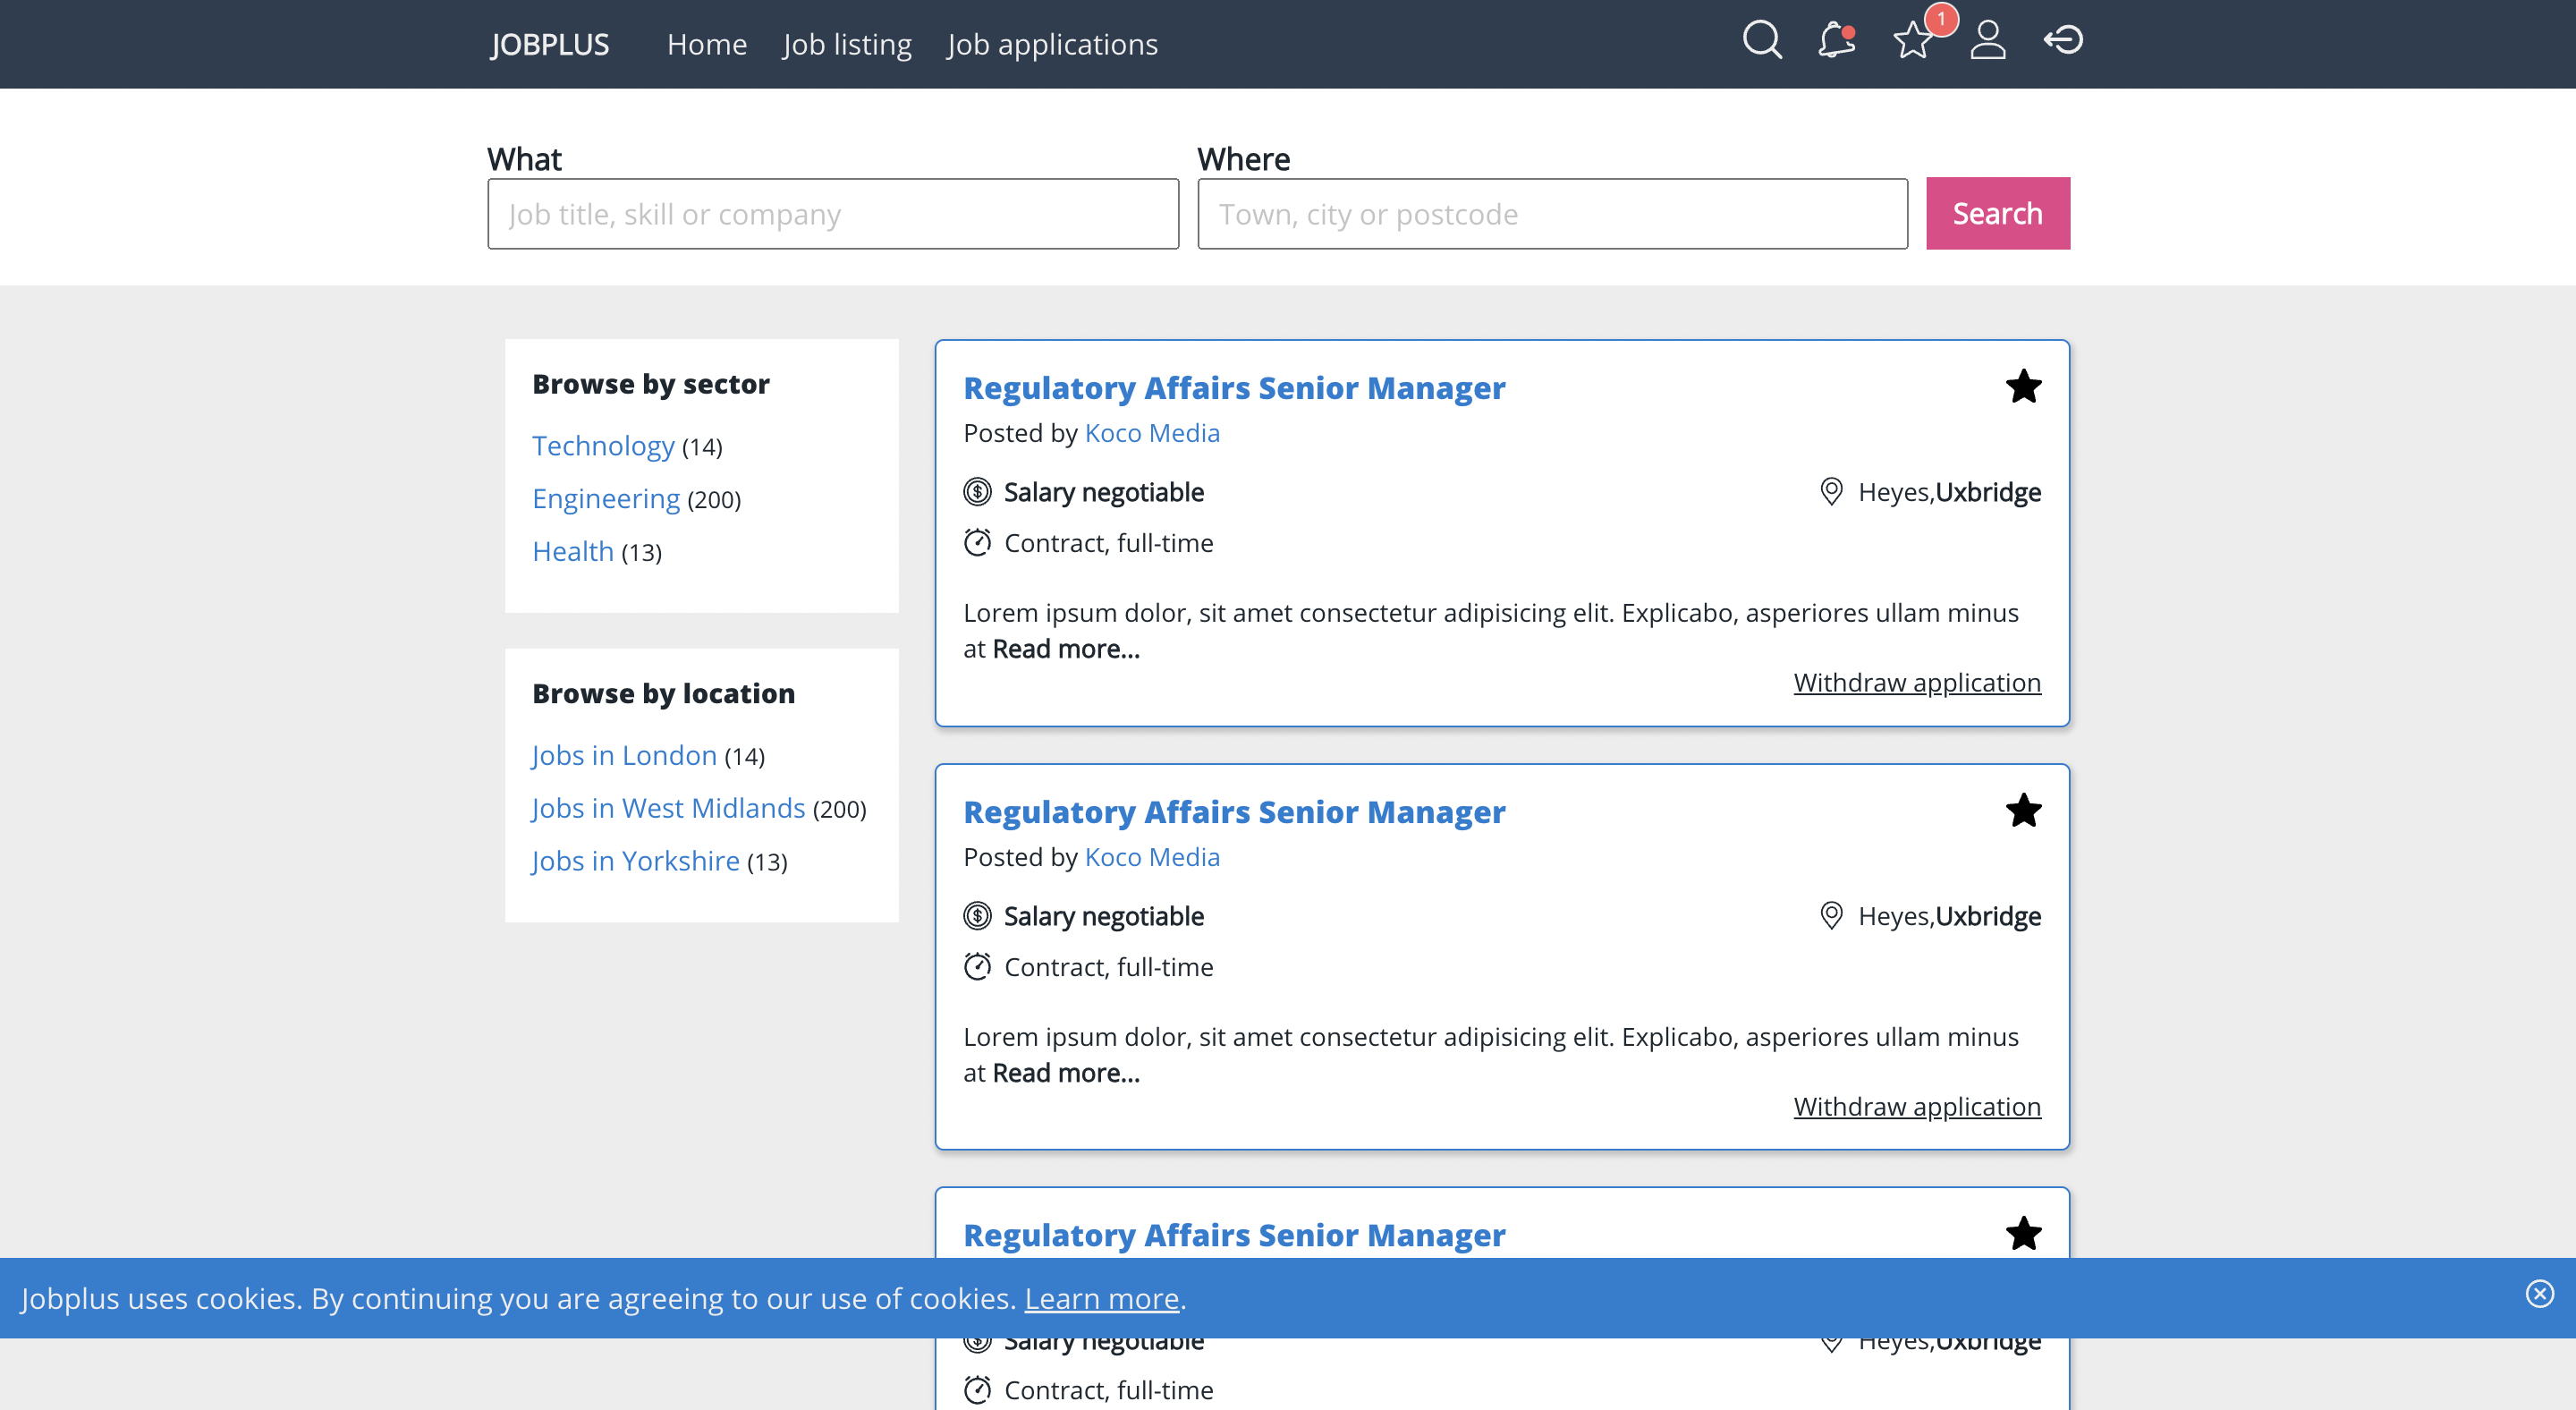 JOBPLUS Home Job listing Job applications 1
What Where
Job title, skill or company Town, city or postcode Search
Browse by sector
Technology (14)
Engineering (200)
Health (13)
Browse by location
Jobs in London (14)
Jobs in West Midlands (200)
Jobs in Yorkshire (13)
Regulatory Affairs Senior Manager
Posted by Koco Media
Salary negotiable Heyes,Uxbridge
Contract, full-time
Lorem ipsum dolor, sit amet consectetur adipisicing elit. Explicabo, asperiores ullam minus
at Read more...
Withdraw application
Regulatory Affairs Senior Manager
Posted by Koco Media
Salary negotiable Heyes,Uxbridge
Contract, full-time
Lorem ipsum dolor, sit amet consectetur adipisicing elit. Explicabo, asperiores ullam minus
at Read more...
Withdraw application
Regulatory Affairs Senior Manager
Jobplus uses cookies. By continuing you are agreeing to our use of cookies. Learn more.
Salary negotiable Heyes,Uxbridge
Contract, full-time